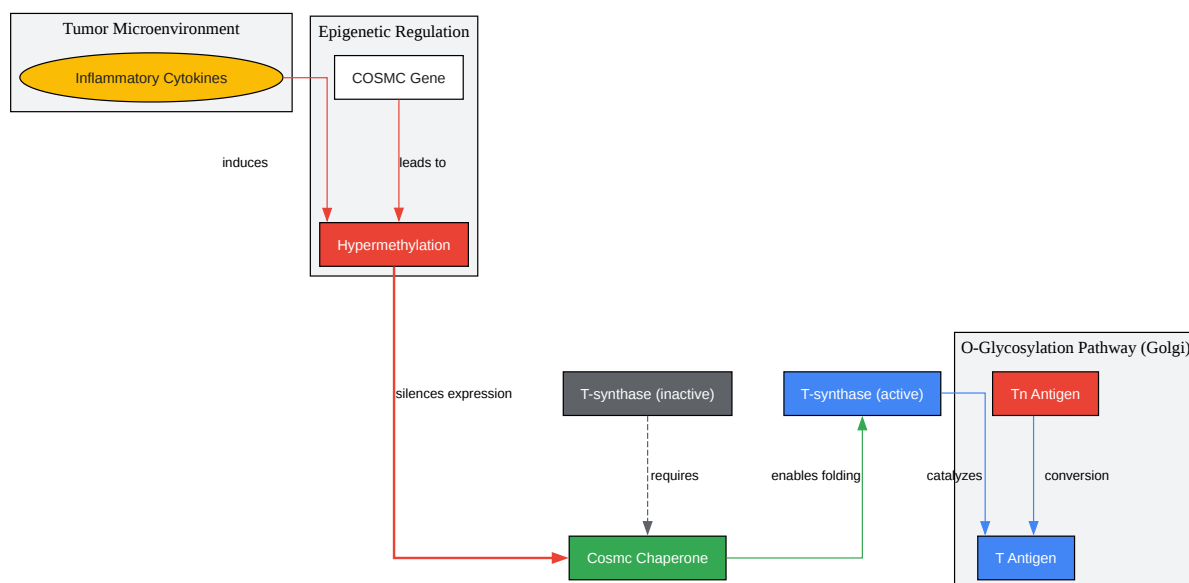 Tumor Microenvironment
Epigenetic Regulation
Inflammatory Cytokines
COSMC Gene
induces
leads to
Hypermethylation
O-Glycosylation Pathway (Golgi)
silences expression
T-synthase (inactive)
T-synthase (active)
Tn Antigen
requires
enables folding
catalyzes
conversion
Cosmc Chaperone
T Antigen